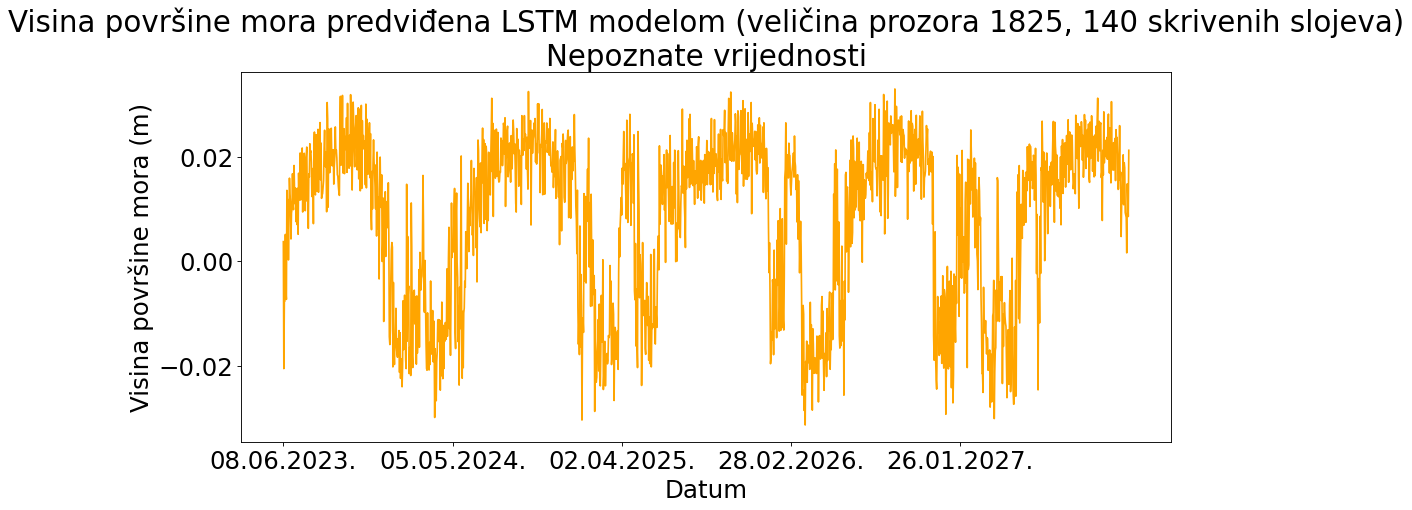 Visina površine mora predviđena LSTM modelom (veličina prozora 1825, 140 skrivenih slojeva)
Nepoznate vrijednosti
Visina površine mora (m)
0.02
0.00
−0.02
08.06.2023. 05.05.2024. 02.04.2025. 28.02.2026. 26.01.2027.
Datum